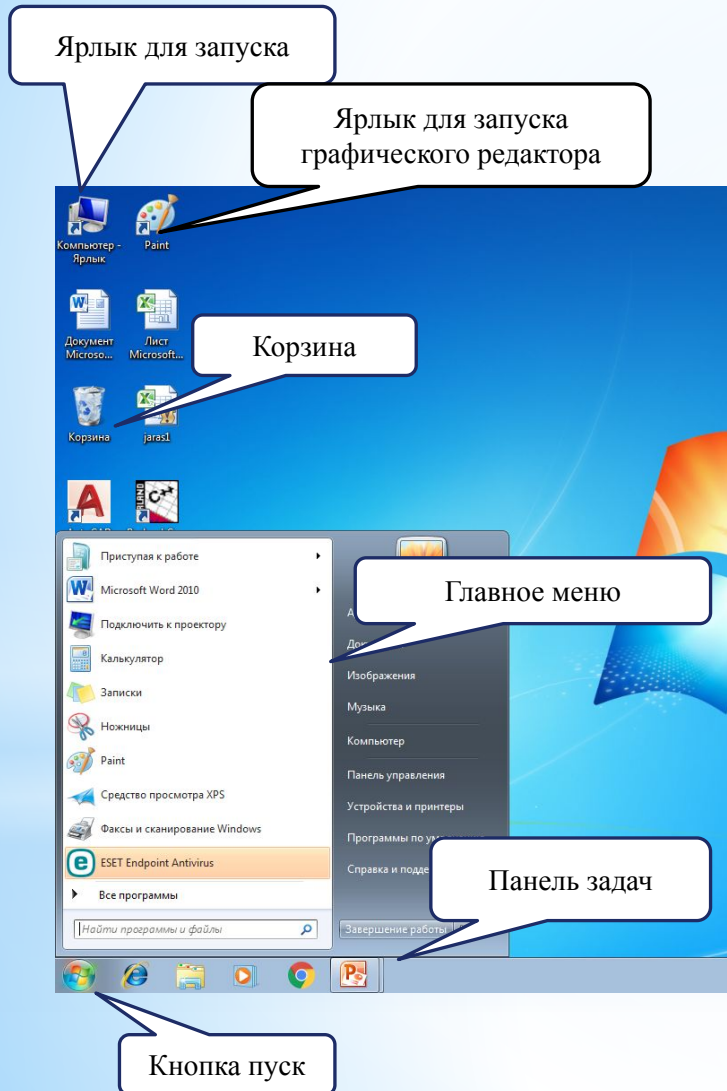 Ярлык для запуска
Ярлык для запуска
графического редактора
Компьютер -
Ярлык
Paint
Документ
Microso...
Лист
Microsoft...
Корзина
Корзина
jaras1
Приступая к работе
Microsoft Word 2010
Подключить к проектору
Калькулятор
Записки
Ножницы
Paint
Средство просмотра XPS
Факсы и сканирование Windows
ESET Endpoint Antivirus
Все программы
Найти программы и файлы
Главное меню
Изображения
Музыка
Компьютер
Панель управления
Устройства и принтеры
Программы по
Справка и
Панель задач
Завершение работы
Кнопка пуск